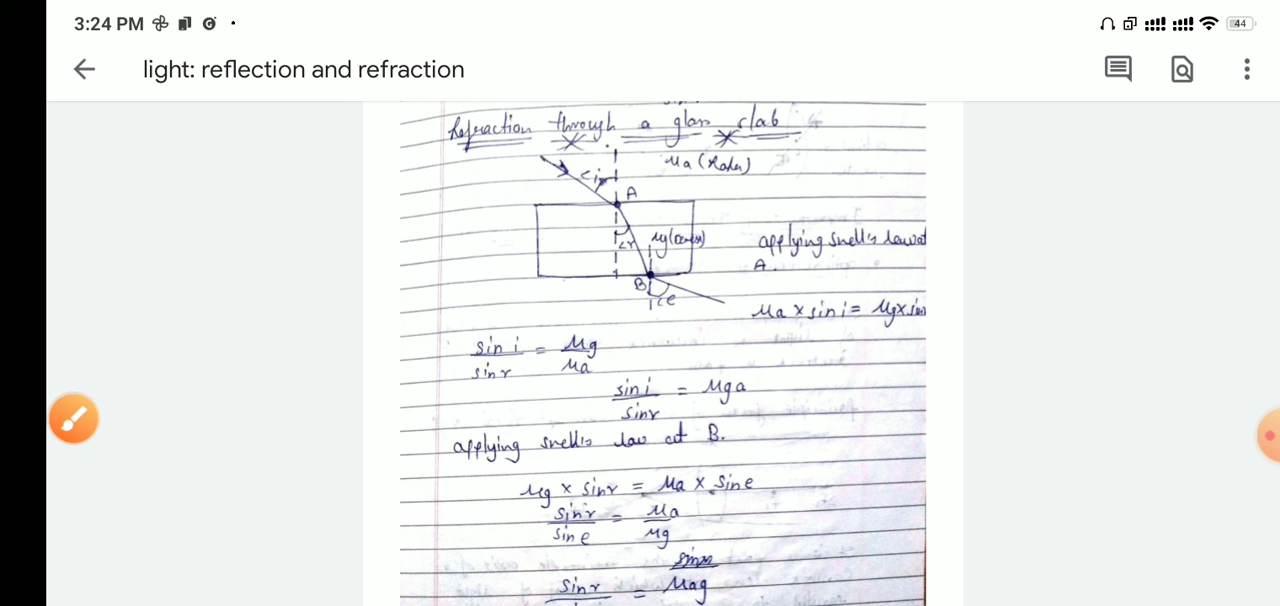 3:24 PM
44
light: reflection and refraction
Refraction through a glass slab
μa (Rarer)
<i
A
<r
μg (Denser)
applying snell's law at
A.
B
<e
μa x sin i = μg x sin
sin i = μg
sin r μa
sin i = μga
sin r
applying snell's law at B.
μg x sin r = μa x sin e
sin r = μa
sin e μg
sin r = μag